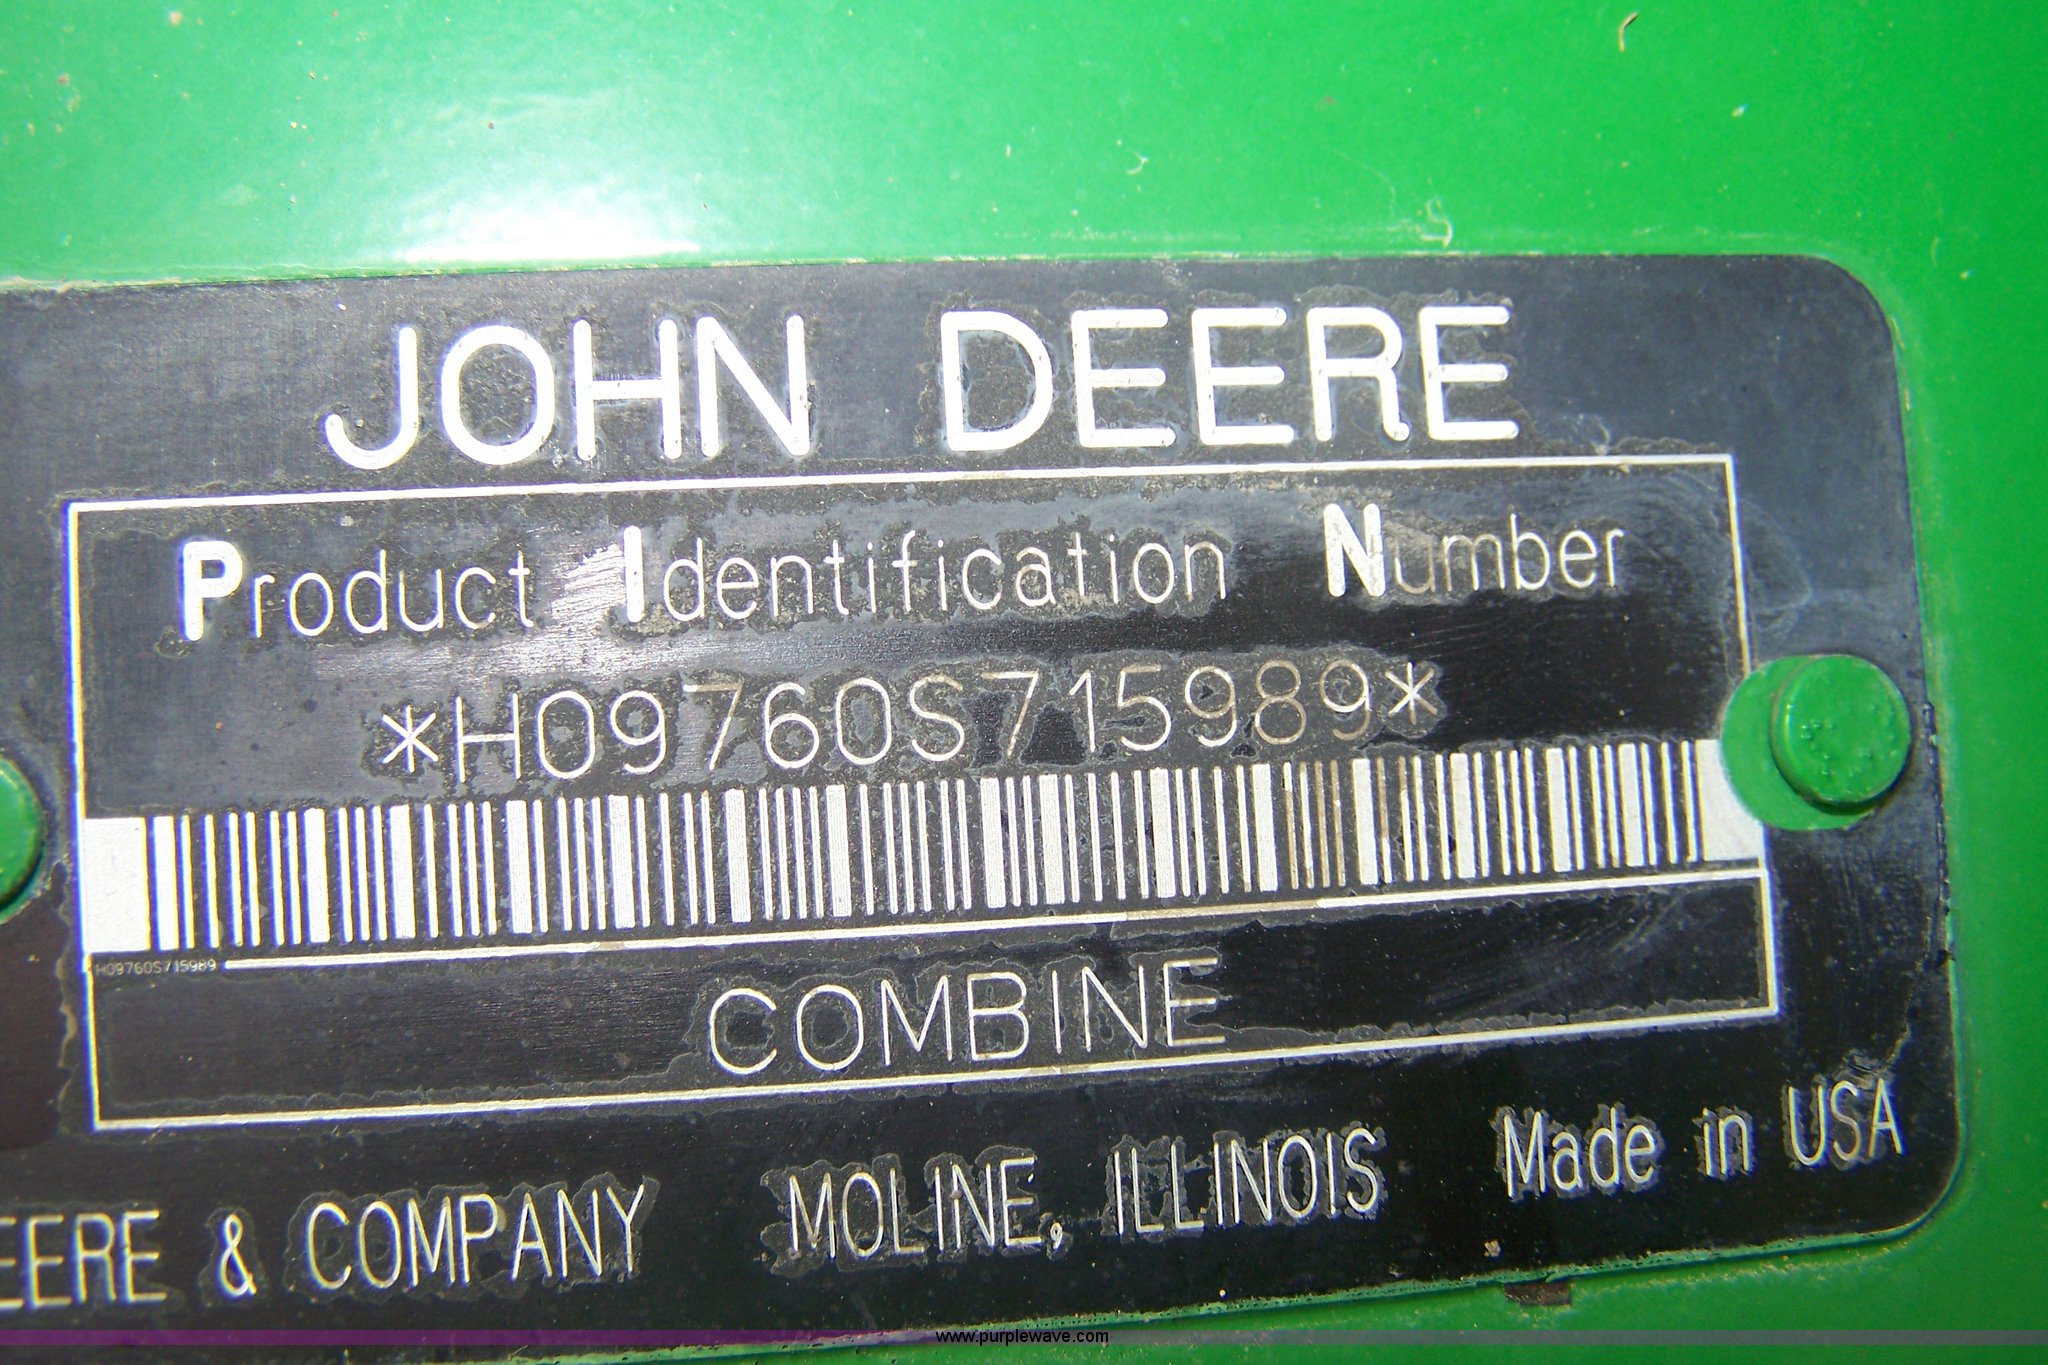 JOHN DEERE
Product Identification Number
*H09760S715989*
H09760S715989
COMBINE
EERE & COMPANY MOLINE, ILLINOIS Made in USA
www.purplewave.com